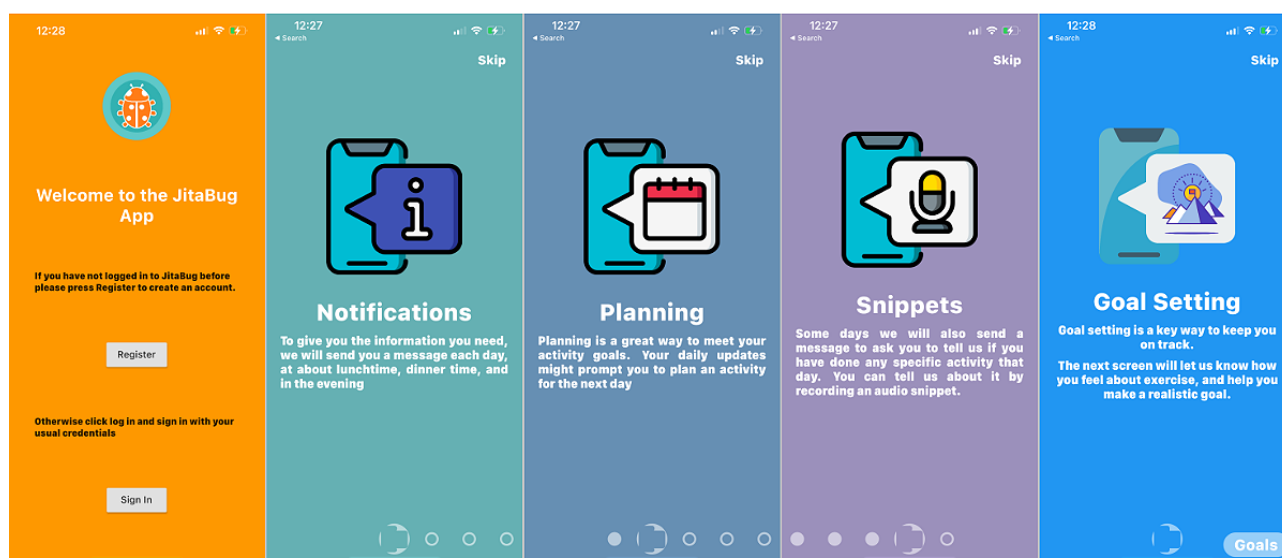 12:28
Welcome to the JitaBug
App
If you have not logged in to JitaBug before
please press Register to create an account.
Register
Otherwise click log in and sign in with your
usual credentials
Sign In
12:27
◄ Search
Skip
Notifications
To give you the information you need,
we will send you a message each day,
at about lunchtime, dinner time, and
in the evening
12:27
◄ Search
Skip
Planning
Planning is a great way to meet your
activity goals. Your daily updates
might prompt you to plan an activity
for the next day
12:27
◄ Search
Skip
Snippets
Some days we will also send a
message to ask you to tell us if you
have done any specific activity that
day. You can tell us about it by
recording an audio snippet.
12:28
◄ Search
Skip
Goal Setting
Goal setting is a key way to keep you
on track.
The next screen will let us know how
you feel about exercise, and help you
make a realistic goal.
Goals